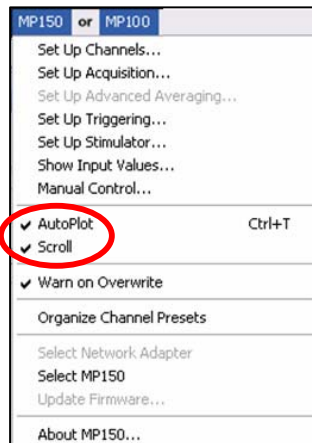 MP150 or MP100
Set Up Channels...
Set Up Acquisition...
Set Up Advanced Averaging...
Set Up Triggering...
Set Up Stimulator...
Show Input Values...
Manual Control...
✓ AutoPlot Ctrl+T
✓ Scroll
✓ Warn on Overwrite
Organize Channel Presets
Select Network Adapter
Select MP150
Update Firmware...
About MP150...